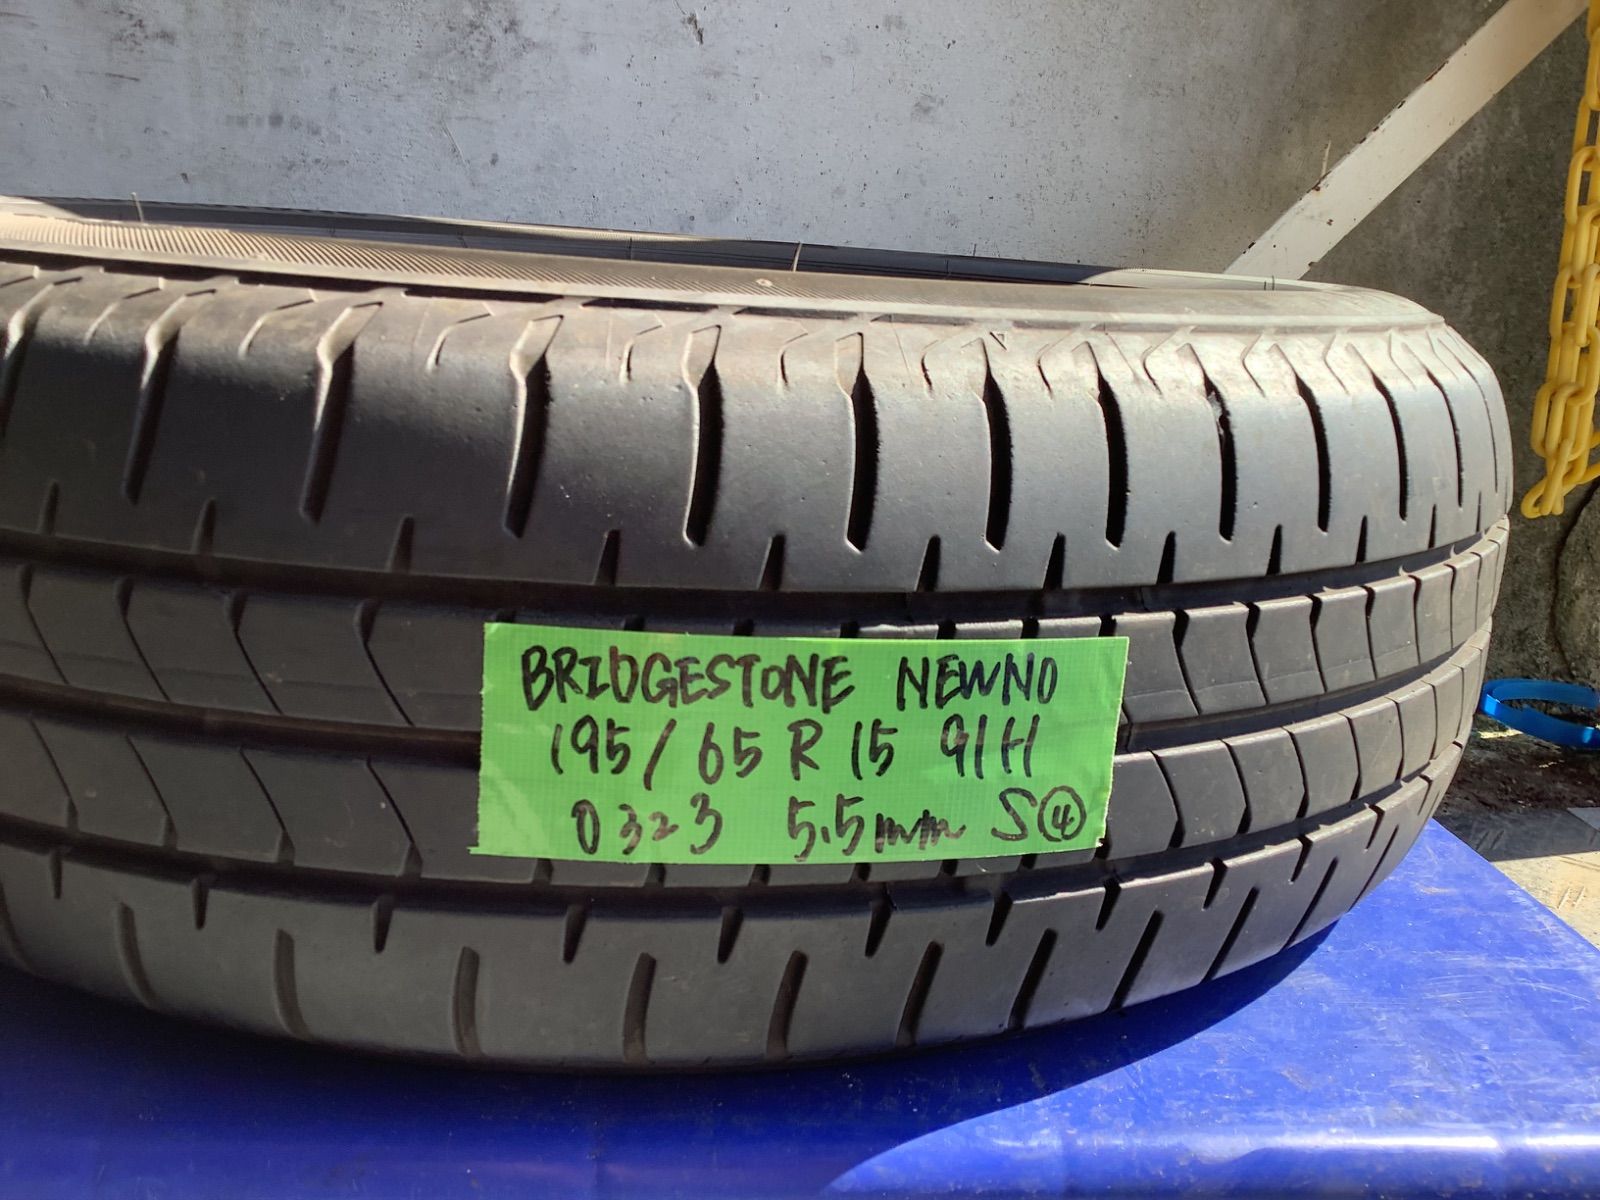 BRIDGESTONE NEWNO
195/65 R 15 91H
0323 5.5mm S④